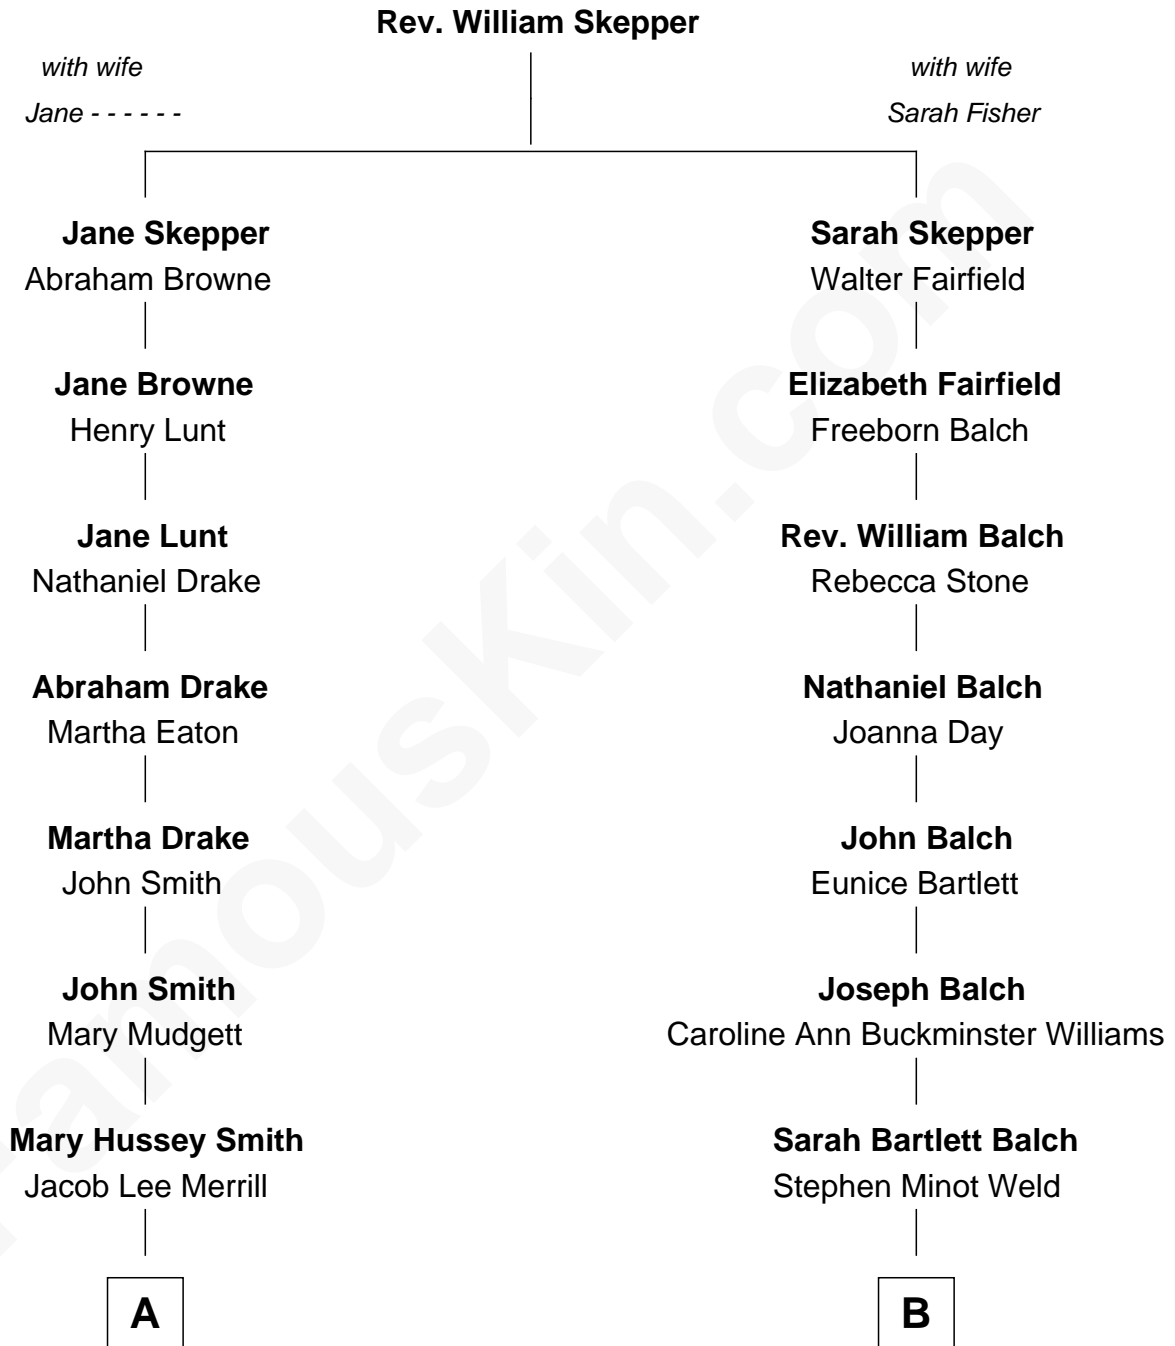 Rev. William Skepper
with wife
Jane - - - - - -
with wife
Sarah Fisher
Jane Skepper
Abraham Browne
Sarah Skepper
Walter Fairfield
Jane Browne
Henry Lunt
Elizabeth Fairfield
Freeborn Balch
Jane Lunt
Nathaniel Drake
Rev. William Balch
Rebecca Stone
Abraham Drake
Martha Eaton
Nathaniel Balch
Joanna Day
Martha Drake
John Smith
John Balch
Eunice Bartlett
John Smith
Mary Mudgett
Joseph Balch
Caroline Ann Buckminster Williams
Mary Hussey Smith
Jacob Lee Merrill
Sarah Bartlett Balch
Stephen Minot Weld
A
B
FamousKin.com